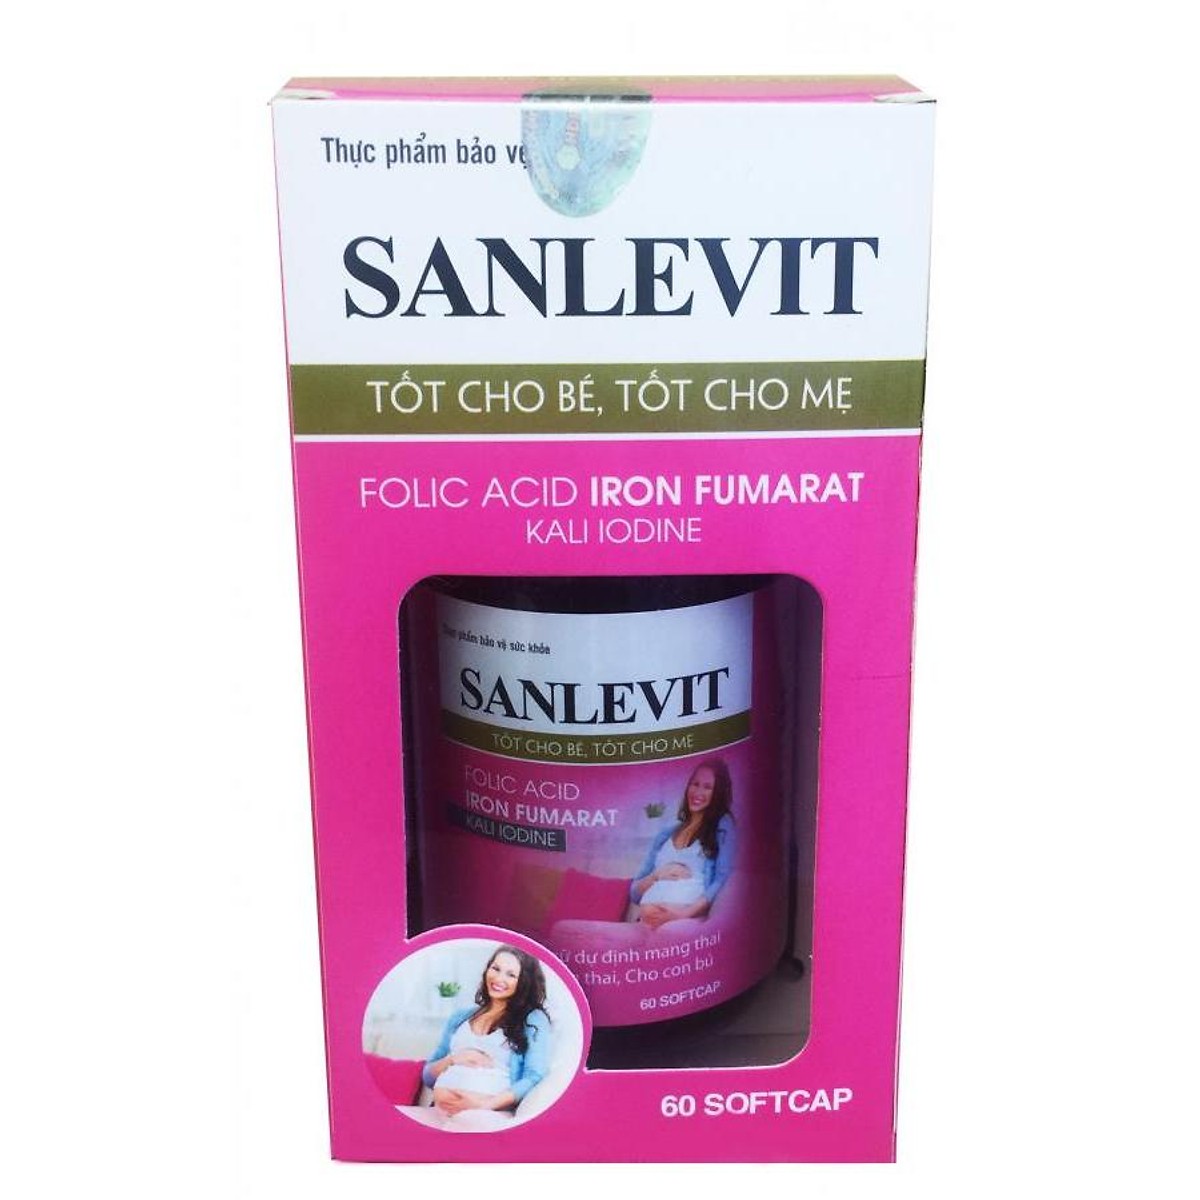 Thực phẩm bảo vệ
SANLEVIT
TỐT CHO BÉ, TỐT CHO MẸ
FOLIC ACID IRON FUMARAT
KALI IODINE
phẩm bảo vệ sức khỏe
SANLEVIT
TỐT CHO BÉ, TỐT CHO MẸ
FOLIC ACID
IRON FUMARAT
KALI IODINE
dự định mang thai
thai, Cho con bú
60 SOFTCAP
60 SOFTCAP